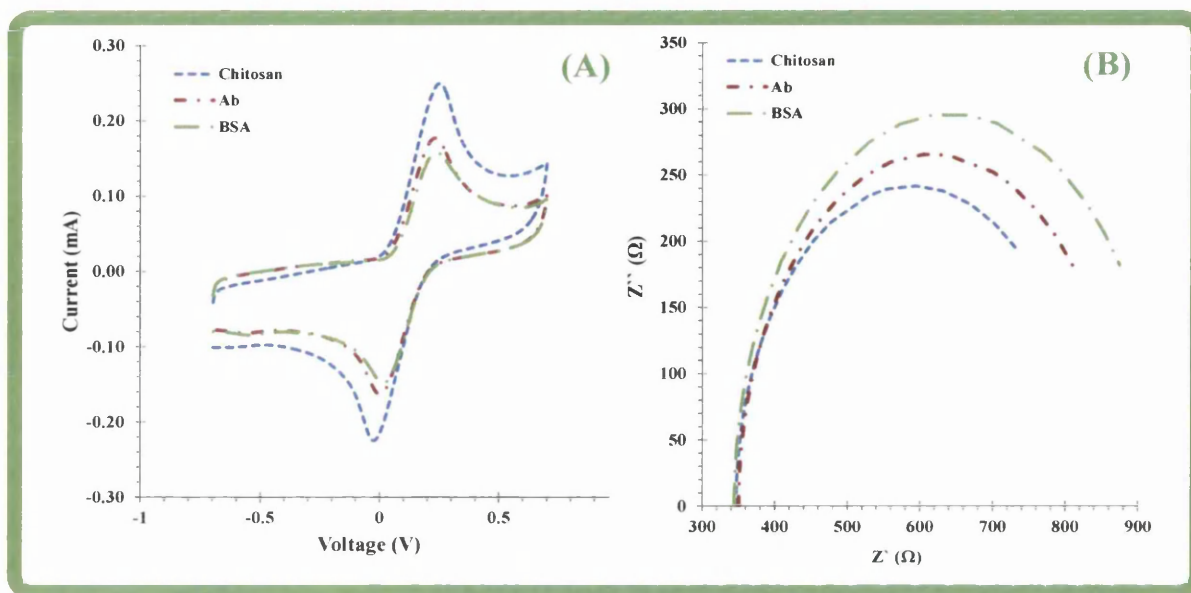 (A)
Chitosan
Ab
BSA
Current (mA)
0.30
0.20
0.10
0.00
-0.10
-0.20
-0.30
-1
-0.5
0
0.5
Voltage (V)
(B)
Chitosan
Ab
BSA
Z`` (Ω)
350
300
250
200
150
100
50
0
300
400
500
600
700
800
900
Z` (Ω)